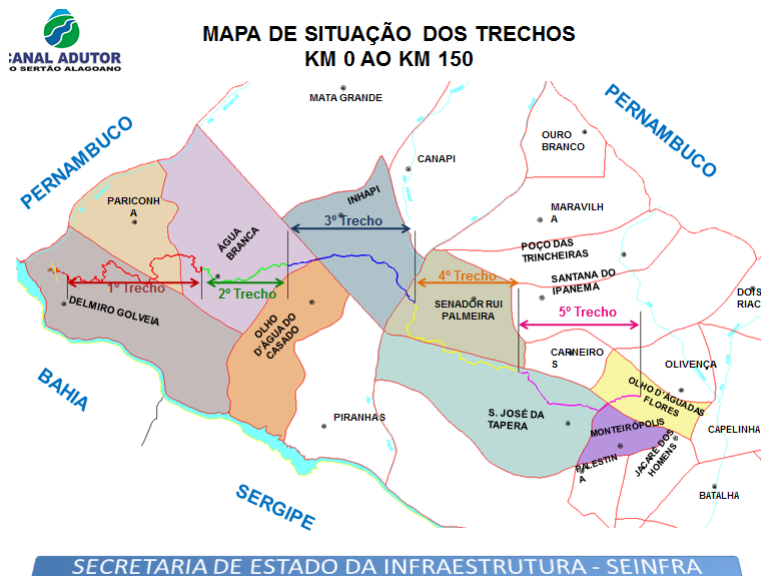 CANAL ADUTOR
DO SERTÃO ALAGOANO
MAPA DE SITUAÇÃO DOS TRECHOS
KM 0 AO KM 150
MATA GRANDE
PERNAMBUCO
PERNAMBUCO
OURO
BRANCO
CANAPI
PARICONH
A
INHAPI
MARAVILH
A
3º Trecho
ÁGUA
BRANCA
POÇO DAS
TRINCHEIRAS
1º Trecho
2º Trecho
4º Trecho
SANTANA DO
IPANEMA
DOIS
RIAC
DELMIRO GOLVEIA
SENADOR RUI
PALMEIRA
5º Trecho
OLHO
D'ÁGUA DO
CASADO
CARNEIRO
S
OLIVENÇA
BAHIA
OLHO D'ÁGUADAS
FLORES
PIRANHAS
S. JOSÉ DA
TAPERA
MONTEIRÓPOLIS
CAPELINHA
PALESTIN
A
JACARÉ DOS
HOMENS
BATALHA
SERGIPE
SECRETARIA DE ESTADO DA INFRAESTRUTURA - SEINFRA